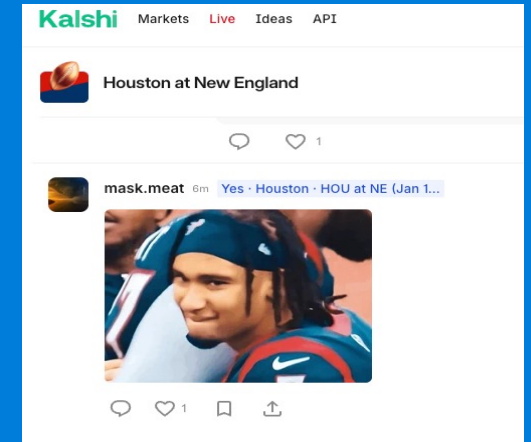 Kalshi Markets Live Ideas API
Houston at New England
1
mask.meat 6m Yes · Houston · HOU at NE (Jan 1...
1